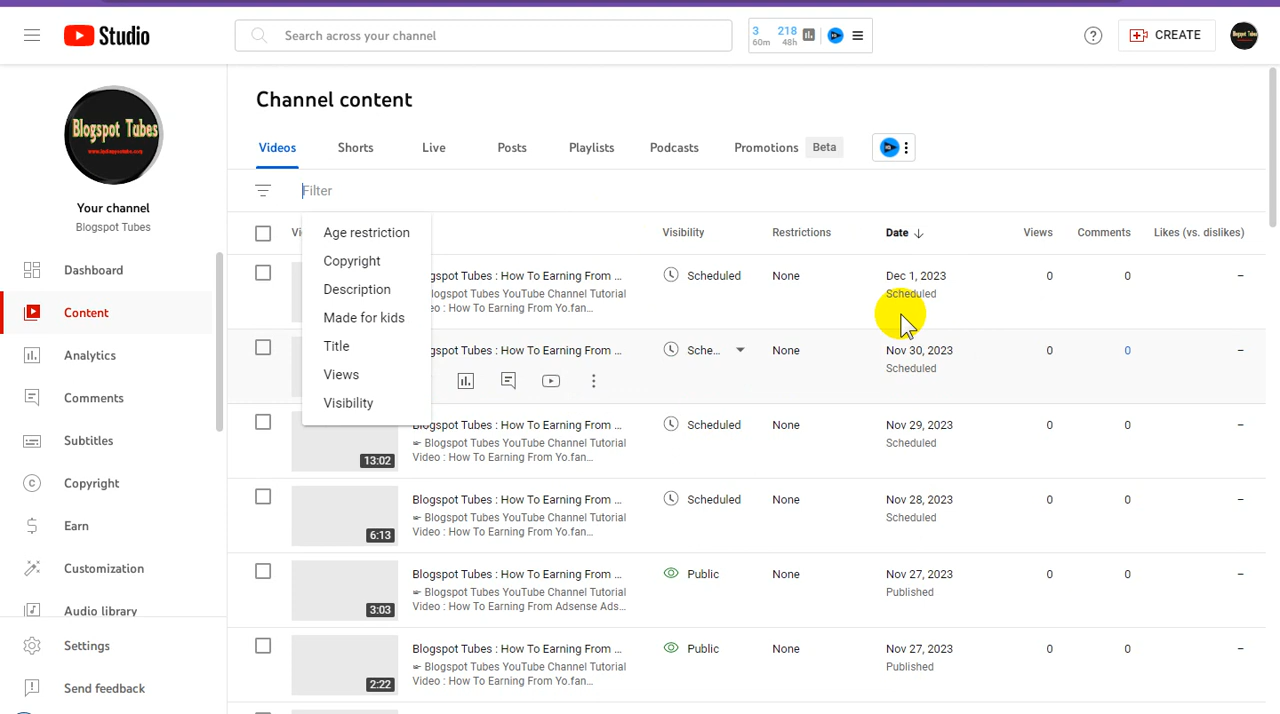 Studio
Search across your channel
3 218
60m 48h
CREATE
Blogspot Tubes
Channel content
Videos Shorts Live Posts Playlists Podcasts Promotions Beta
Blogspot Tubes
Your channel
Blogspot Tubes
Filter
Age restriction
Copyright
Description
Made for kids
Title
Views
Visibility
Visibility Restrictions Date Views Comments Likes (vs. dislikes)
Blogspot Tubes : How To Earning From ... Scheduled None Dec 1, 2023 0 0 –
Blogspot Tubes YouTube Channel Tutorial Scheduled
Video : How To Earning From Yo.fan...
Blogspot Tubes : How To Earning From ... Sche... None Nov 30, 2023 0 0 –
Scheduled
Blogspot Tubes : How To Earning From ... Scheduled None Nov 29, 2023 0 0 –
Blogspot Tubes YouTube Channel Tutorial Scheduled
Video : How To Earning From Yo.fan...
13:02
Blogspot Tubes : How To Earning From ... Scheduled None Nov 28, 2023 0 0 –
Blogspot Tubes YouTube Channel Tutorial Scheduled
Video : How To Earning From Yo.fan...
6:13
Blogspot Tubes : How To Earning From ... Public None Nov 27, 2023 0 0 –
Blogspot Tubes YouTube Channel Tutorial Published
Video : How To Earning From Adsense Ads...
3:03
Blogspot Tubes : How To Earning From ... Public None Nov 27, 2023 0 0 –
Blogspot Tubes YouTube Channel Tutorial Published
Video : How To Earning From Yo.fan...
2:22
Dashboard
Content
Analytics
Comments
Subtitles
Copyright
Earn
Customization
Audio library
Settings
Send feedback